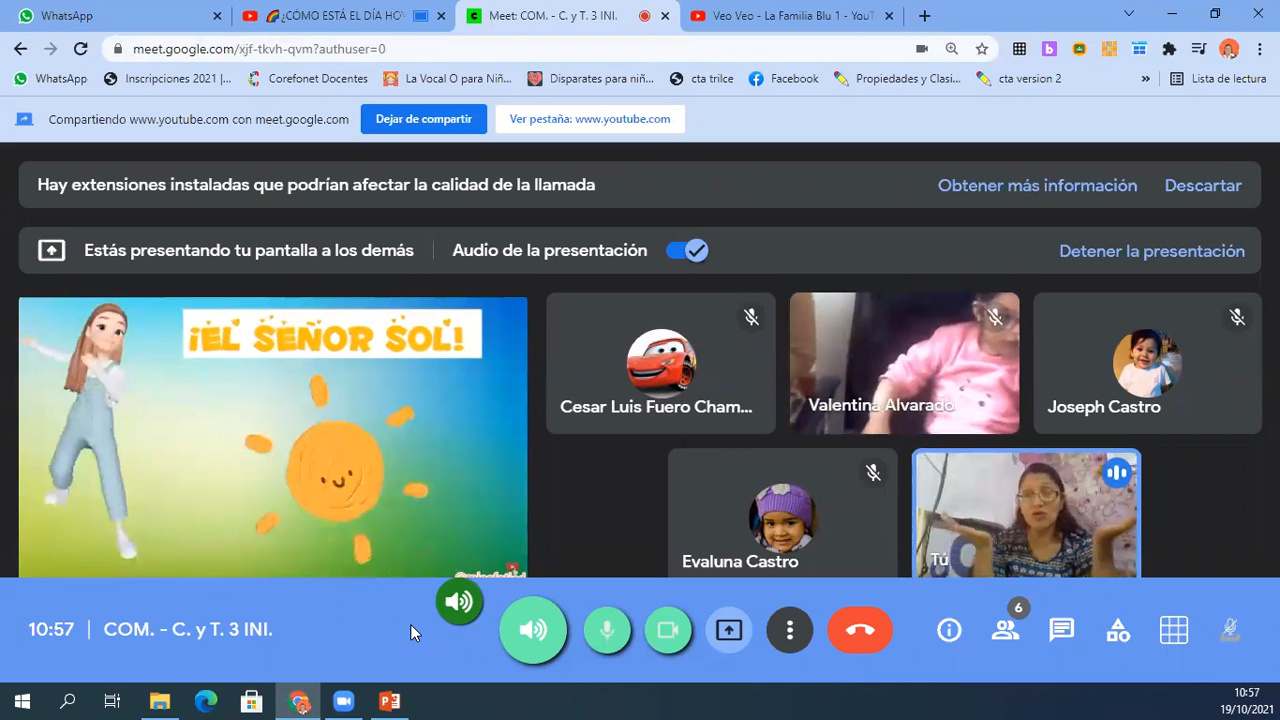 WhatsApp
¿CÓMO ESTÁ EL DÍA HO
Meet: COM. - C. y T. 3 INI.
Veo Veo - La Familia Blu 1 - YouT
meet.google.com/xjf-tkvh-qvm?authuser=0
WhatsApp
Inscripciones 2021 |...
Corefonet Docentes
La Vocal O para Niñ...
Disparates para niñ...
cta trilce
Facebook
Propiedades y Clasi...
cta version 2
»
Lista de lectura
Compartiendo www.youtube.com con meet.google.com
Dejar de compartir
Ver pestaña: www.youtube.com
Hay extensiones instaladas que podrían afectar la calidad de la llamada
Obtener más información
Descartar
Estás presentando tu pantalla a los demás
Audio de la presentación
Detener la presentación
¡EL SEÑOR SOL!
Cesar Luis Fuero Cham...
Valentina Alvarado
Joseph Castro
Evaluna Castro
Tú
10:57 | COM. - C. y T. 3 INI.
6
10:57
19/10/2021